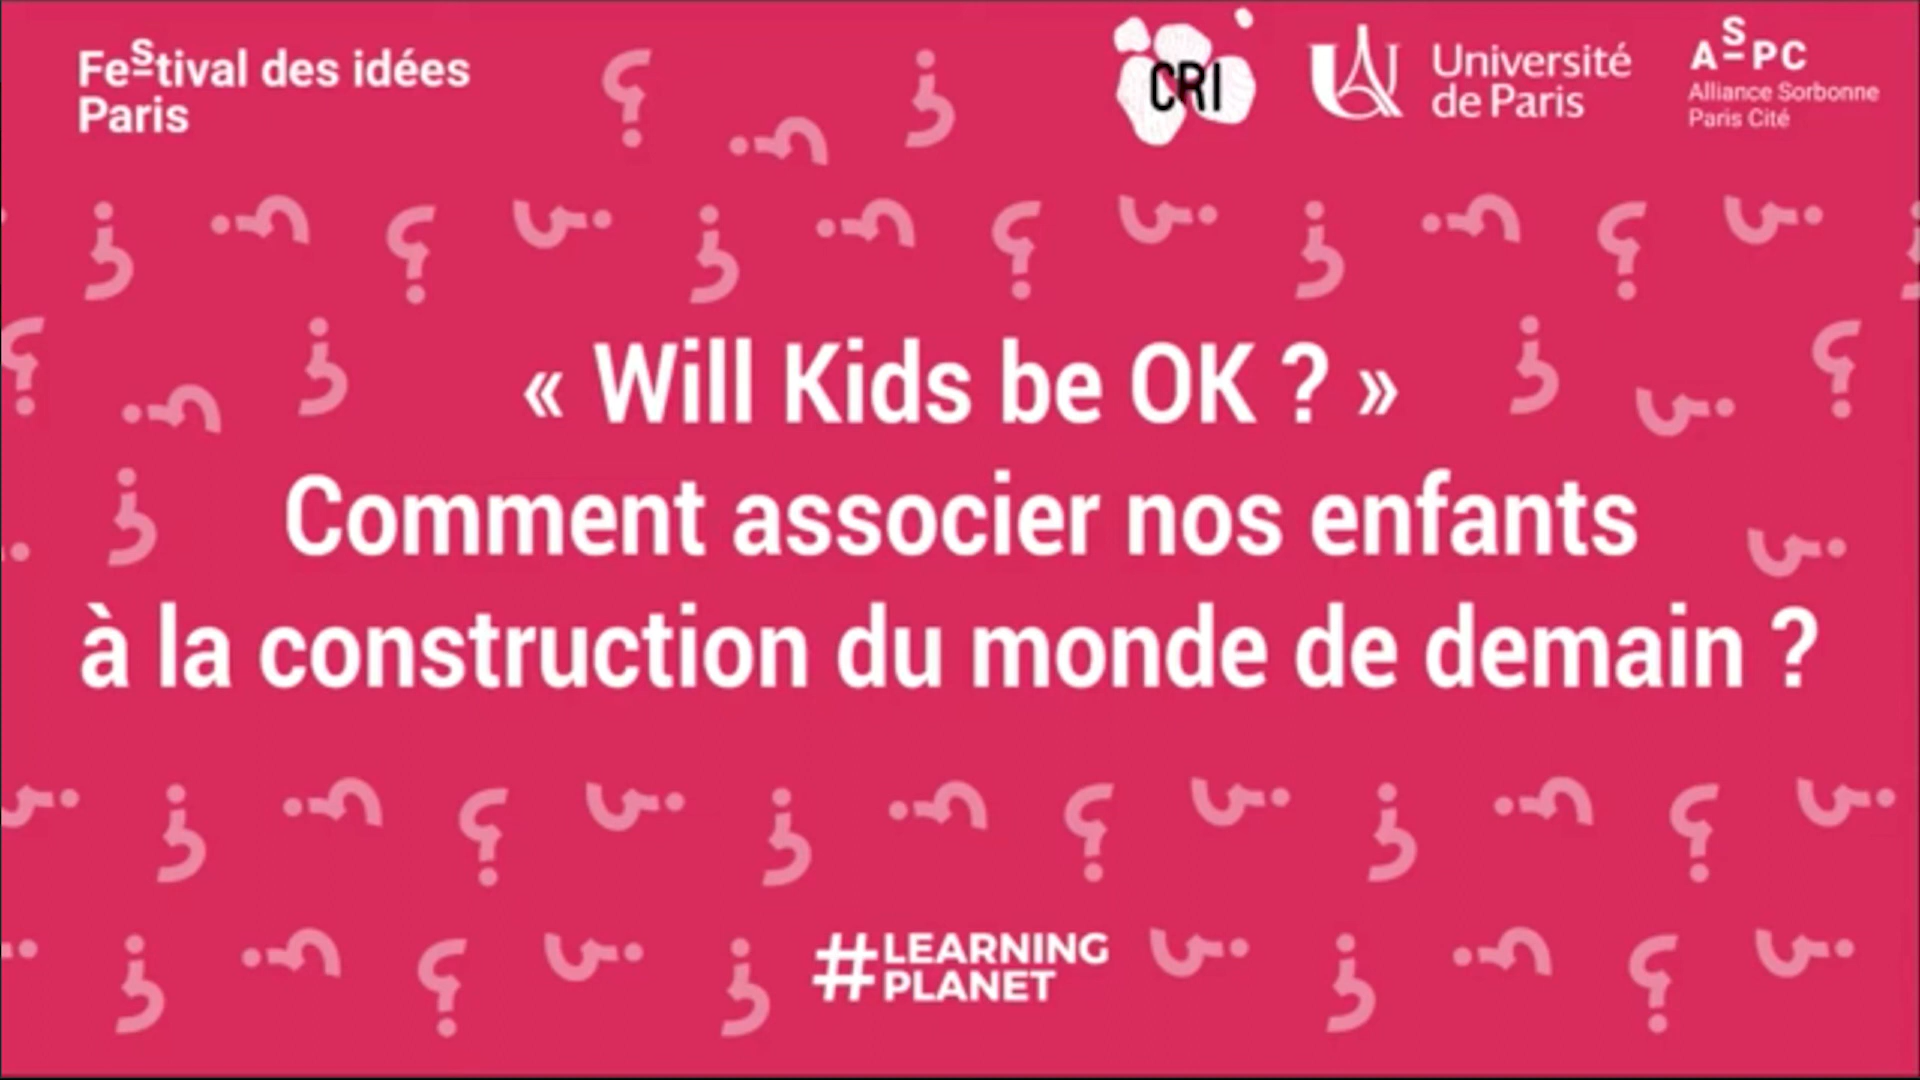 Festival des idées
Paris
CRI
Université
de Paris
ASPC
Alliance Sorbonne
Paris Cité
« Will Kids be OK ? »
Comment associer nos enfants
à la construction du monde de demain ?
#LEARNING
PLANET